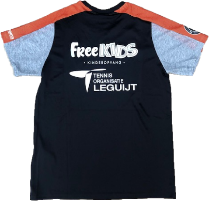 FreeKIDS
• KINDEROPVANG •
TENNIS
ORGANISATIE
LEGUIJT